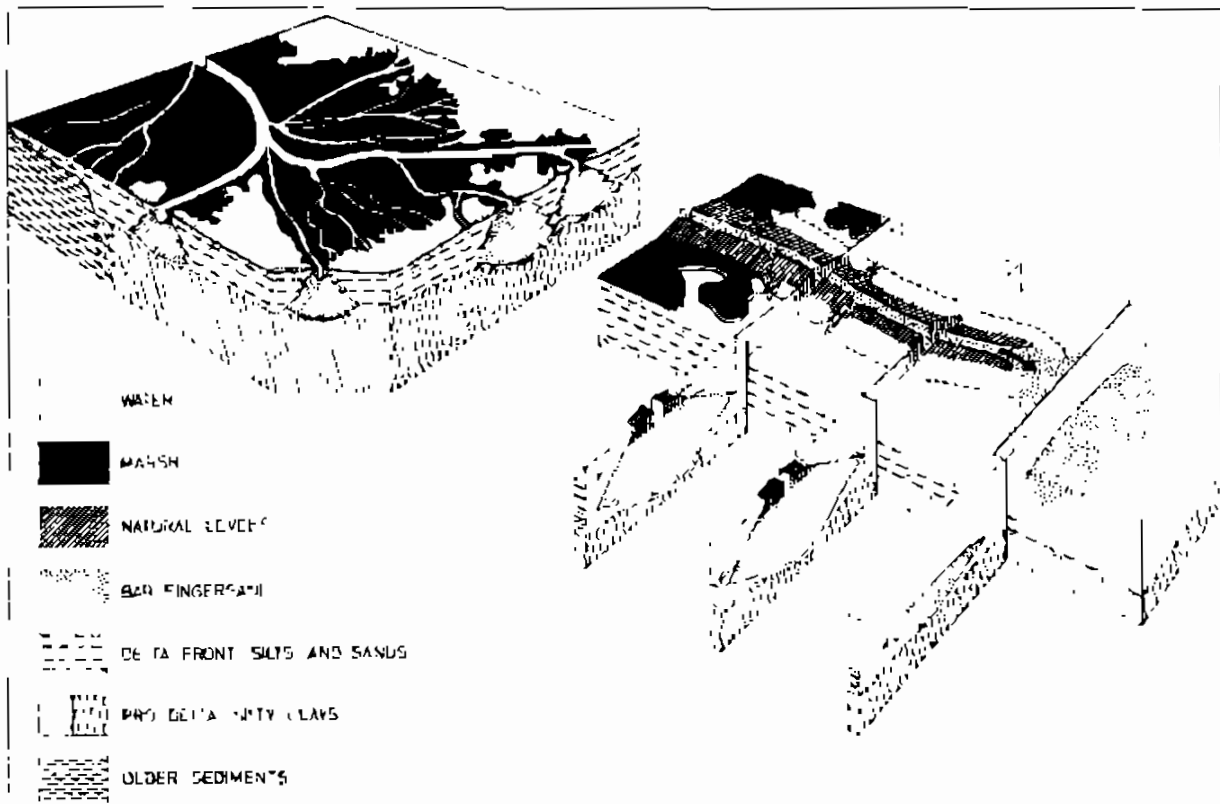 WATER
MARSH
NATURAL LEVEES
BAR FINGER SAND
DELTA FRONT SILTS AND SANDS
PRO DELTA SILTY CLAYS
OLDER SEDIMENTS